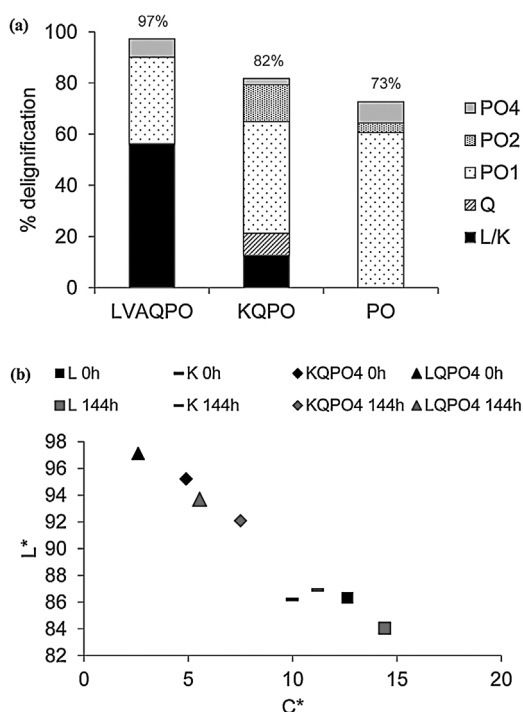 (a)
97%
82%
73%
100
80
60
40
20
0
% delignification
LVAQPO KQPO PO
PO4
PO2
PO1
Q
L/K
(b)
L 0h K 0h KQPO4 0h LQPO4 0h
L 144h K 144h KQPO4 144h LQPO4 144h
98
96
94
92
90
88
86
84
82
L*
0 5 10 15 20
C*